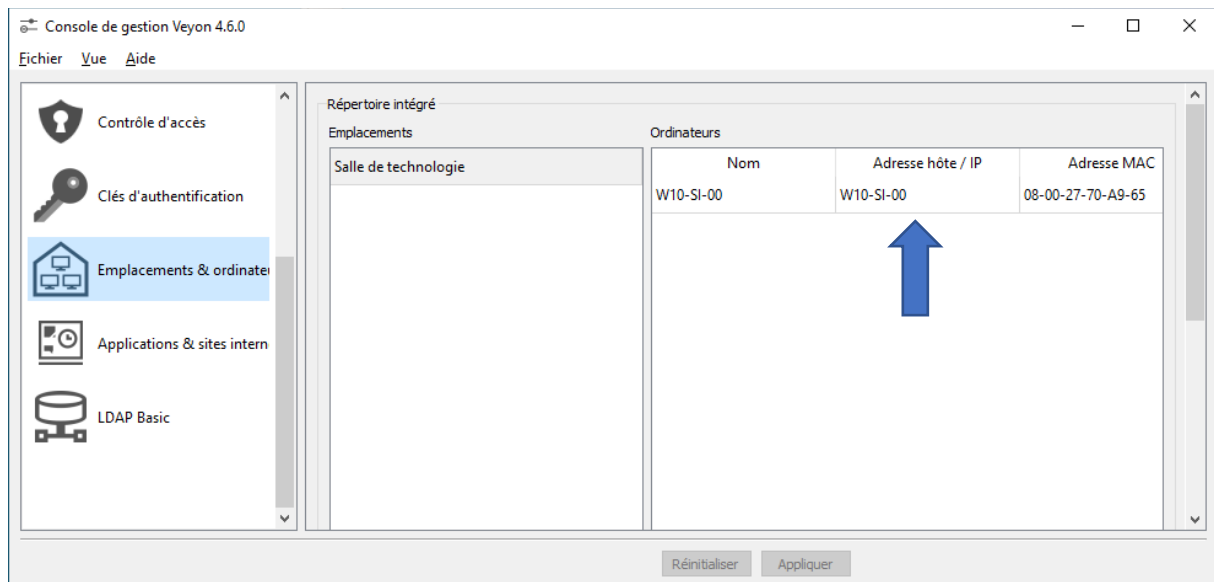 Console de gestion Veyon 4.6.0
Fichier Vue Aide
Contrôle d'accès
Clés d'authentification
Emplacements & ordinateu
Applications & sites intern
LDAP Basic
Répertoire intégré
Emplacements
Salle de technologie
Ordinateurs
Nom Adresse hôte / IP Adresse MAC
W10-SI-00 W10-SI-00 08-00-27-70-A9-65
Réinitialiser Appliquer